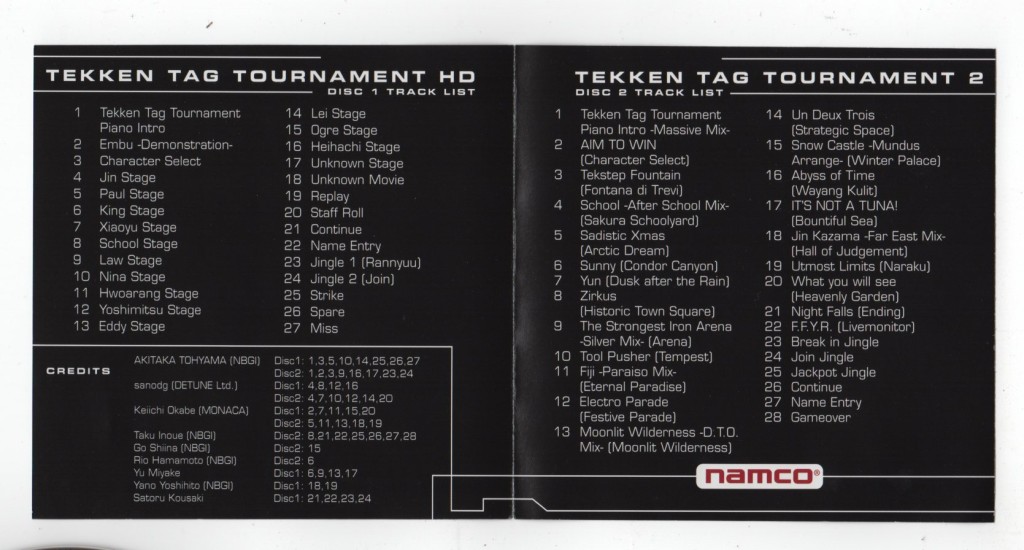 TEKKEN TAG TOURNAMENT HD
DISC 1 TRACK LIST
1 Tekken Tag Tournament
Piano Intro
2 Embu -Demonstration-
3 Character Select
4 Jin Stage
5 Paul Stage
6 King Stage
7 Xiaoyu Stage
8 School Stage
9 Law Stage
10 Nina Stage
11 Hwoarang Stage
12 Yoshimitsu Stage
13 Eddy Stage
14 Lei Stage
15 Ogre Stage
16 Heihachi Stage
17 Unknown Stage
18 Unknown Movie
19 Replay
20 Staff Roll
21 Continue
22 Name Entry
23 Jingle 1 (Rannyuu)
24 Jingle 2 (Join)
25 Strike
26 Spare
27 Miss
CREDITS
AKITAKA TOHYAMA (NBGI) Disc1: 1,3,5,10,14,25,26,27
Disc2: 1,2,3,9,16,17,23,24
sanodg (DETUNE Ltd.) Disc1: 4,8,12,16
Disc2: 4,7,10,12,14,20
Keiichi Okabe (MONACA) Disc1: 2,7,11,15,20
Disc2: 5,11,13,18,19
Taku Inoue (NBGI) Disc2: 8,21,22,25,26,27,28
Go Shiina (NBGI) Disc2: 15
Rio Hamamoto (NBGI) Disc2: 6
Yu Miyake Disc1: 6,9,13,17
Yano Yoshihito (NBGI) Disc1: 18,19
Satoru Kousaki Disc1: 21,22,23,24
TEKKEN TAG TOURNAMENT 2
DISC 2 TRACK LIST
1 Tekken Tag Tournament
Piano Intro -Massive Mix-
2 AIM TO WIN
(Character Select)
3 Tekstep Fountain
(Fontana di Trevi)
4 School -After School Mix-
(Sakura Schoolyard)
5 Sadistic Xmas
(Arctic Dream)
6 Sunny (Condor Canyon)
7 Yun (Dusk after the Rain)
8 Zirkus
(Historic Town Square)
9 The Strongest Iron Arena
-Silver Mix- (Arena)
10 Tool Pusher (Tempest)
11 Fiji -Paraiso Mix-
(Eternal Paradise)
12 Electro Parade
(Festive Parade)
13 Moonlit Wilderness -D.T.O.
Mix- (Moonlit Wilderness)
14 Un Deux Trois
(Strategic Space)
15 Snow Castle -Mundus
Arrange- (Winter Palace)
16 Abyss of Time
(Wayang Kulit)
17 IT'S NOT A TUNA!
(Bountiful Sea)
18 Jin Kazama -Far East Mix-
(Hall of Judgement)
19 Utmost Limits (Naraku)
20 What you will see
(Heavenly Garden)
21 Night Falls (Ending)
22 F.F.Y.R. (Livemonitor)
23 Break in Jingle
24 Join Jingle
25 Jackpot Jingle
26 Continue
27 Name Entry
28 Gameover
namco®